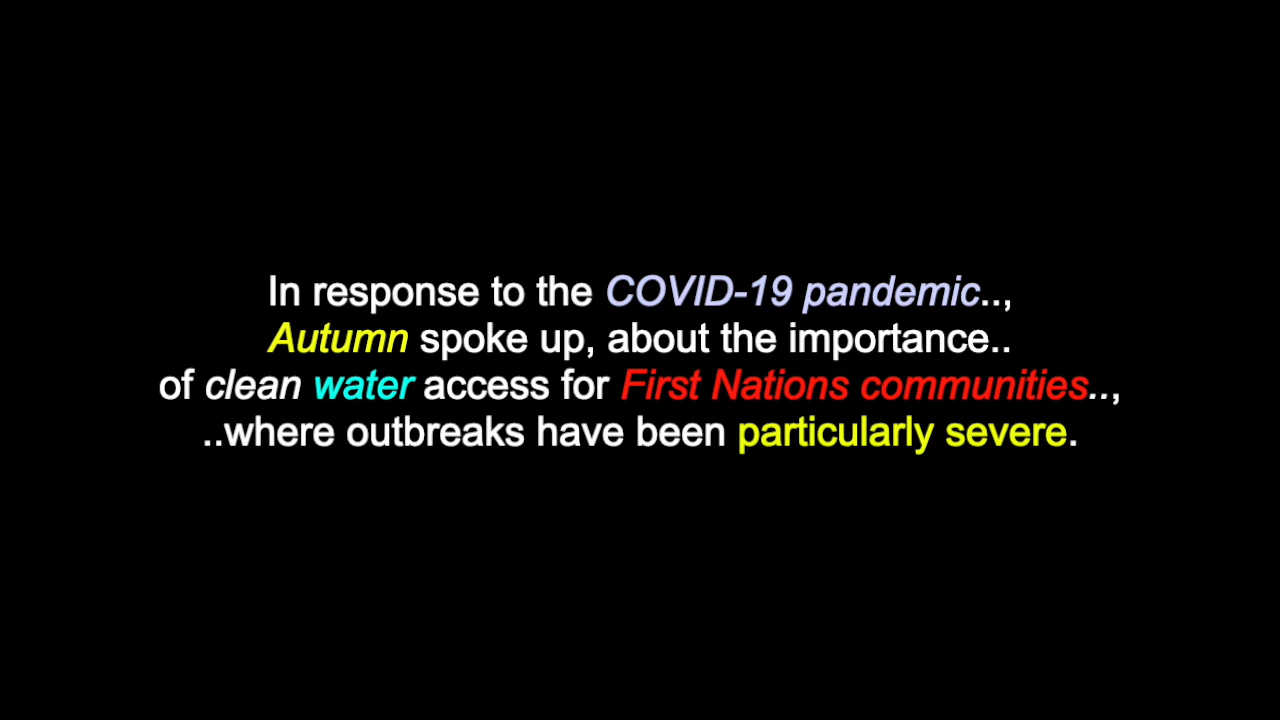 In response to the COVID-19 pandemic..,
Autumn spoke up, about the importance..
of clean water access for First Nations communities..,
..where outbreaks have been particularly severe.